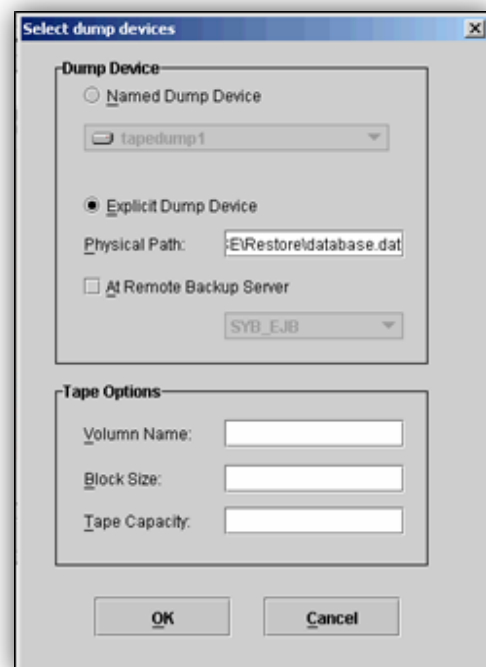 Select dump devices
Dump Device
Named Dump Device
tapedump1
Explicit Dump Device
Physical Path: :E\Restore\database.dat
At Remote Backup Server
SYB_EJB
Tape Options
Volumn Name:
Block Size:
Tape Capacity:
OK Cancel